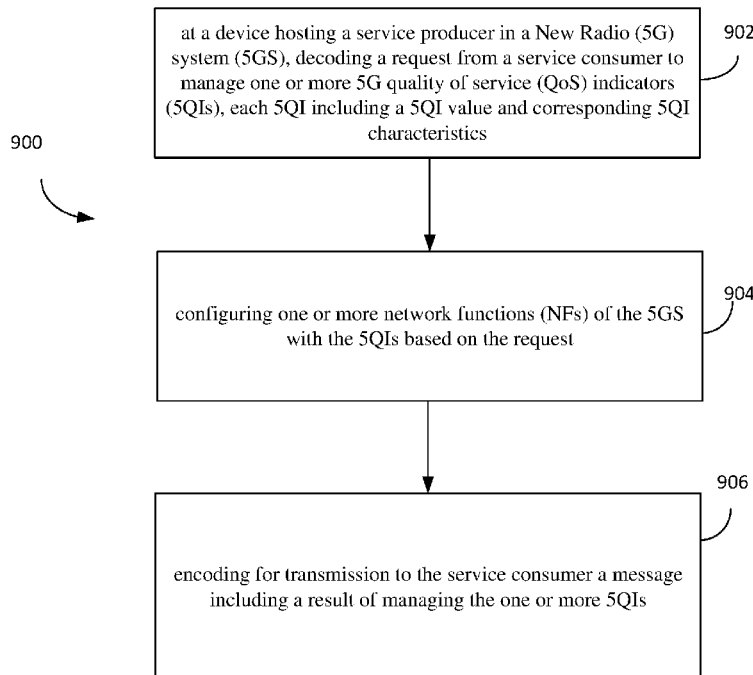 at a device hosting a service producer in a New Radio (5G)
system (5GS), decoding a request from a service consumer to
manage one or more 5G quality of service (QoS) indicators
(5QIs), each 5QI including a 5QI value and corresponding 5QI
characteristics
902
900
configuring one or more network functions (NFs) of the 5GS
with the 5QIs based on the request
904
906
encoding for transmission to the service consumer a message
including a result of managing the one or more 5QIs